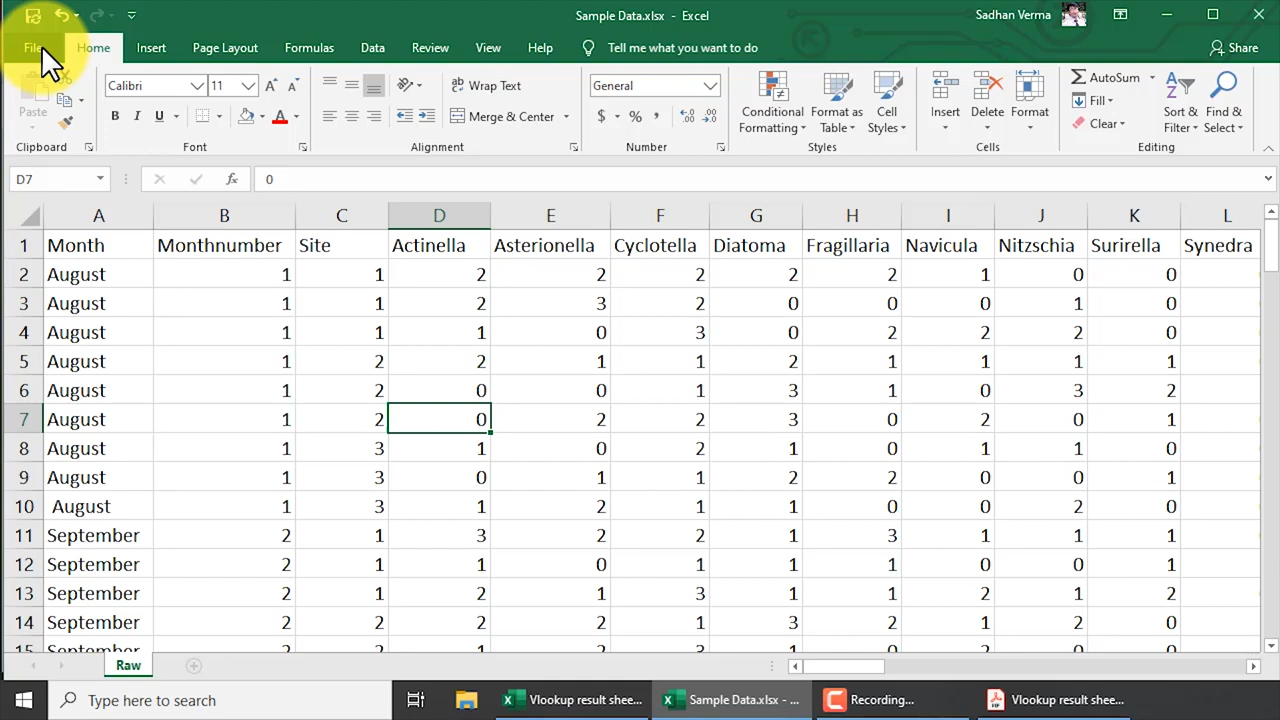 Sample Data.xlsx - Excel
Sadhan Verma
File Home Insert Page Layout Formulas Data Review View Help Tell me what you want to do Share
Calibri 11 Wrap Text General AutoSum
Paste B I U Merge & Center $ % , Conditional Formatting Format as Table Cell Styles Insert Delete Format Fill Clear Sort & Filter Find & Select
Clipboard Font Alignment Number Styles Cells Editing
D7 fx 0
A B C D E F G H I J K L
1 Month Monthnumber Site Actinella Asterionella Cyclotella Diatoma Fragillaria Navicula Nitzschia Surirella Synedra
2 August 1 1 2 2 2 2 2 1 0 0
3 August 1 1 2 3 2 0 0 0 1 0
4 August 1 1 1 0 3 0 2 2 2 0
5 August 1 2 2 1 1 2 1 1 1 1
6 August 1 2 0 0 1 3 1 0 3 2
7 August 1 2 0 2 2 3 0 2 0 1
8 August 1 3 1 0 2 1 0 1 1 0
9 August 1 3 0 1 1 2 2 0 0 1
10 August 1 3 1 2 1 1 0 0 2 0
11 September 2 1 3 2 2 1 3 1 1 1
12 September 2 1 1 0 1 1 1 0 0 1
13 September 2 1 2 1 3 1 1 2 1 2
14 September 2 2 2 2 1 3 2 1 2 0
15 September 2 2 1 2 3 1 0 2 0 0
Raw
Type here to search Vlookup result shee... Sample Data.xlsx - ... Recording... Vlookup result shee...